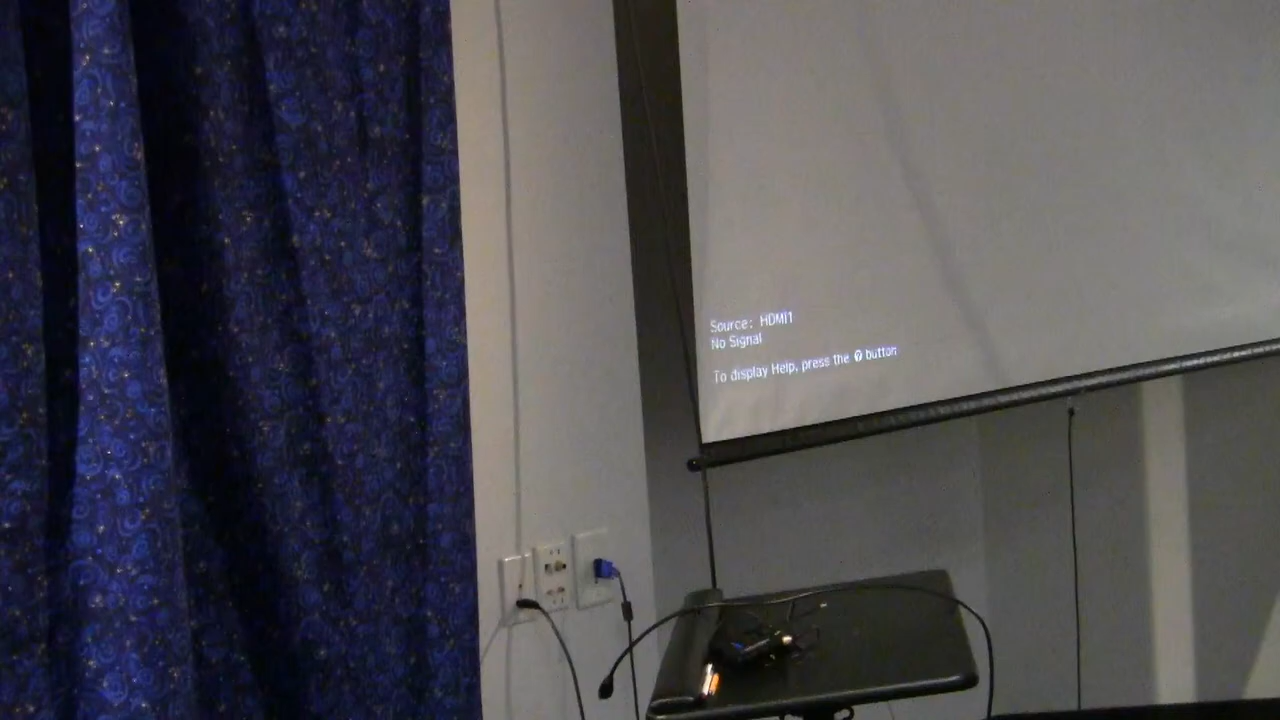 Source: HDMI1
No Signal
To display Help, press the ? button